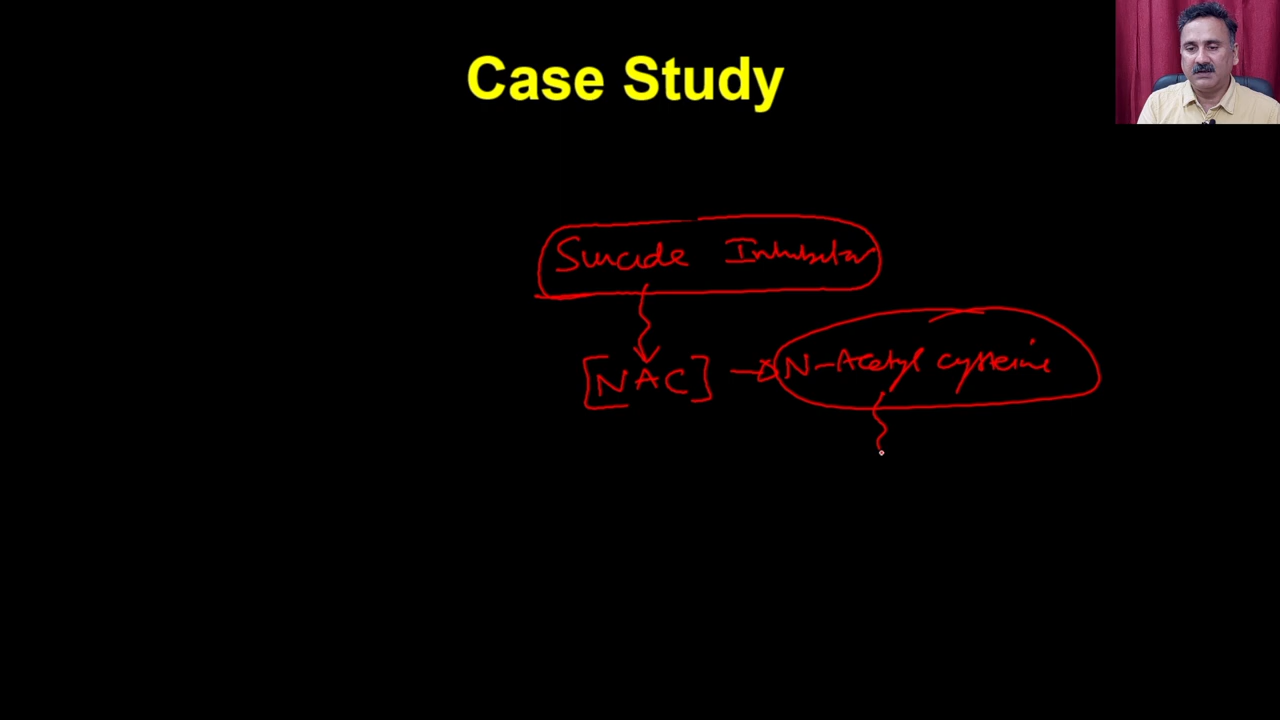 Case Study
Suicide Inhibitor
[NAC] → N-Acetyl cysteine